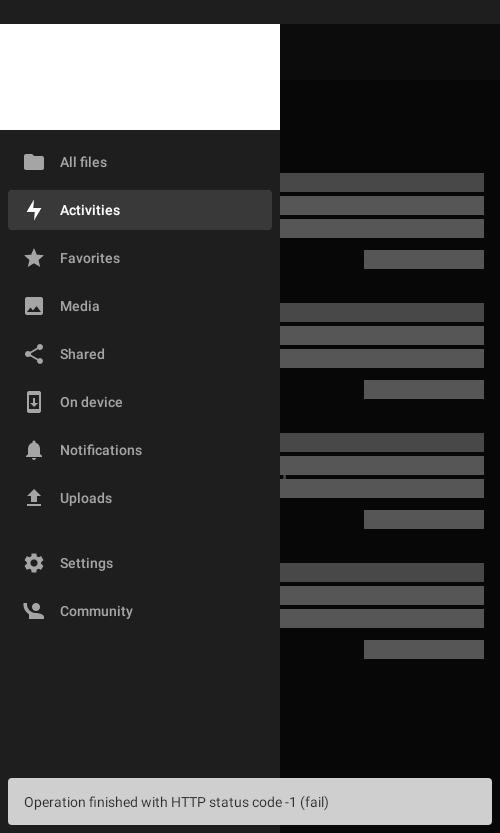 All files
Activities
Favorites
Media
Shared
On device
Notifications
Uploads
Settings
Community
Operation finished with HTTP status code -1 (fail)